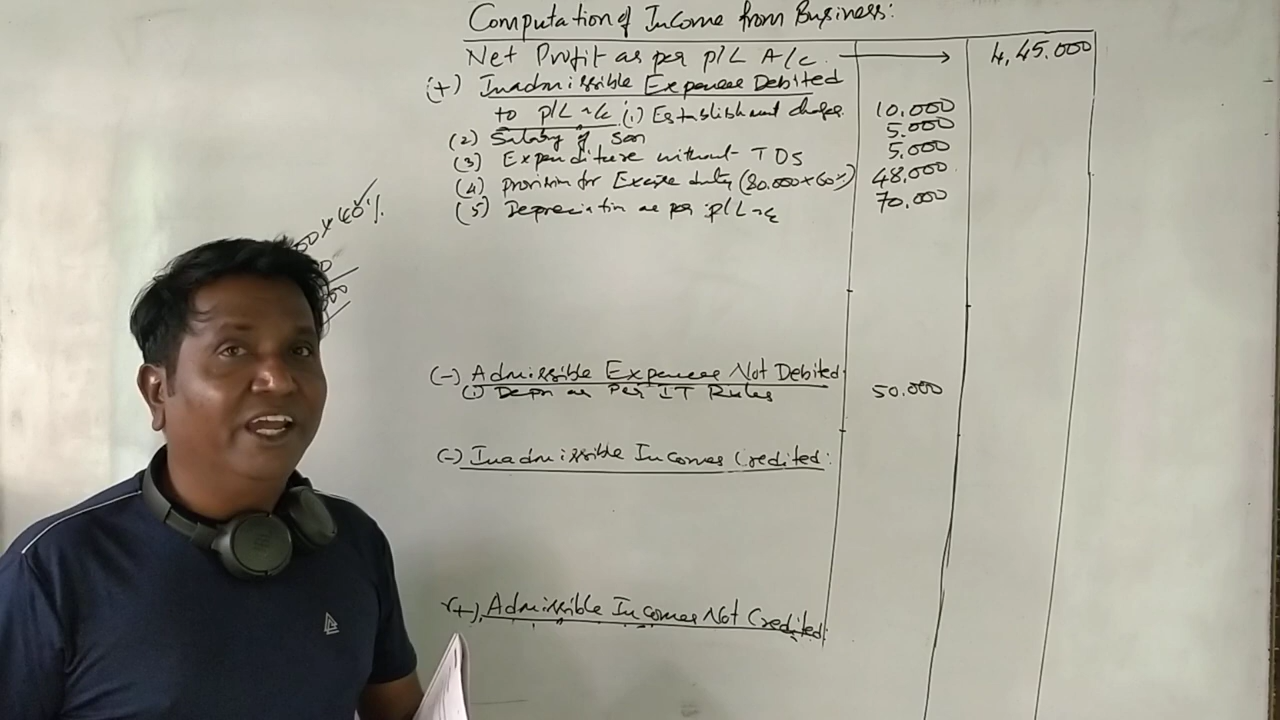 Computation of Income from Business:
Net Profit as per P/L A/c. → 4,45,000
(+) Inadmissible Expenses Debited
to P/L A/c (1) Establishment charges 10,000
(2) Salary of Son 5,000
(3) Expenditure without TDS 5,000
(4) Provision for Excise duty (80,000×60%) 48,000
(5) Depreciation as per P/L A/c 70,000
(-) Admissible Expenses Not Debited
(1) Depn as Per IT Rules 50,000
(-) Inadmissible Incomes Credited:
(+) Admissible Incomes Not Credited